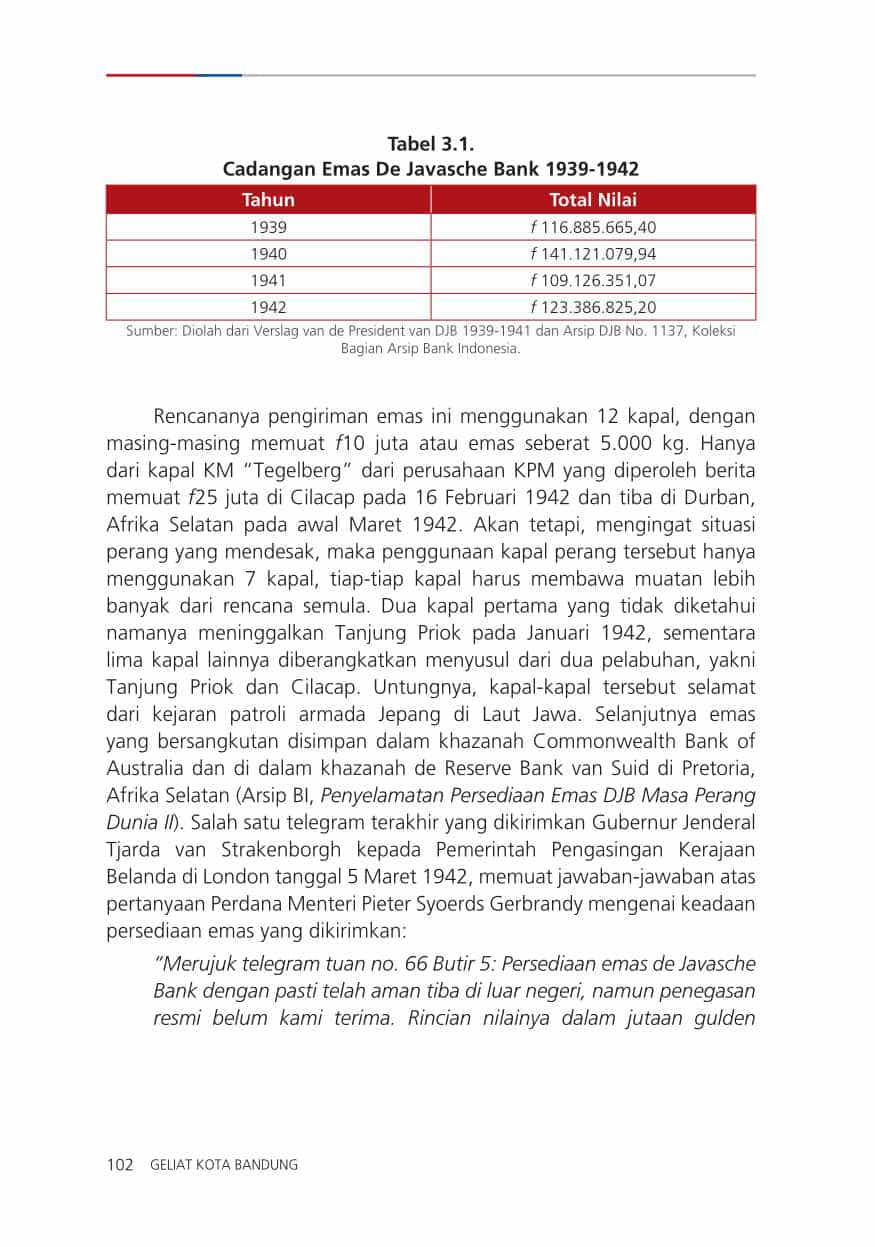 Tabel 3.1.
Cadangan Emas De Javasche Bank 1939-1942
Tahun Total Nilai
1939 f 116.885.665,40
1940 f 141.121.079,94
1941 f 109.126.351,07
1942 f 123.386.825,20
Sumber: Diolah dari Verslag van de President van DJB 1939-1941 dan Arsip DJB No. 1137, Koleksi
Bagian Arsip Bank Indonesia.
Rencananya pengiriman emas ini menggunakan 12 kapal, dengan
masing-masing memuat f10 juta atau emas seberat 5.000 kg. Hanya
dari kapal KM “Tegelberg” dari perusahaan KPM yang diperoleh berita
memuat f25 juta di Cilacap pada 16 Februari 1942 dan tiba di Durban,
Afrika Selatan pada awal Maret 1942. Akan tetapi, mengingat situasi
perang yang mendesak, maka penggunaan kapal perang tersebut hanya
menggunakan 7 kapal, tiap-tiap kapal harus membawa muatan lebih
banyak dari rencana semula. Dua kapal pertama yang tidak diketahui
namanya meninggalkan Tanjung Priok pada Januari 1942, sementara
lima kapal lainnya diberangkatkan menyusul dari dua pelabuhan, yakni
Tanjung Priok dan Cilacap. Untungnya, kapal-kapal tersebut selamat
dari kejaran patroli armada Jepang di Laut Jawa. Selanjutnya emas
yang bersangkutan disimpan dalam khazanah Commonwealth Bank of
Australia dan di dalam khazanah de Reserve Bank van Suid di Pretoria,
Afrika Selatan (Arsip BI, Penyelamatan Persediaan Emas DJB Masa Perang
Dunia II). Salah satu telegram terakhir yang dikirimkan Gubernur Jenderal
Tjarda van Strakenborgh kepada Pemerintah Pengasingan Kerajaan
Belanda di London tanggal 5 Maret 1942, memuat jawaban-jawaban atas
pertanyaan Perdana Menteri Pieter Syoerds Gerbrandy mengenai keadaan
persediaan emas yang dikirimkan:
“Merujuk telegram tuan no. 66 Butir 5: Persediaan emas de Javasche
Bank dengan pasti telah aman tiba di luar negeri, namun penegasan
resmi belum kami terima. Rincian nilainya dalam jutaan gulden
102 GELIAT KOTA BANDUNG